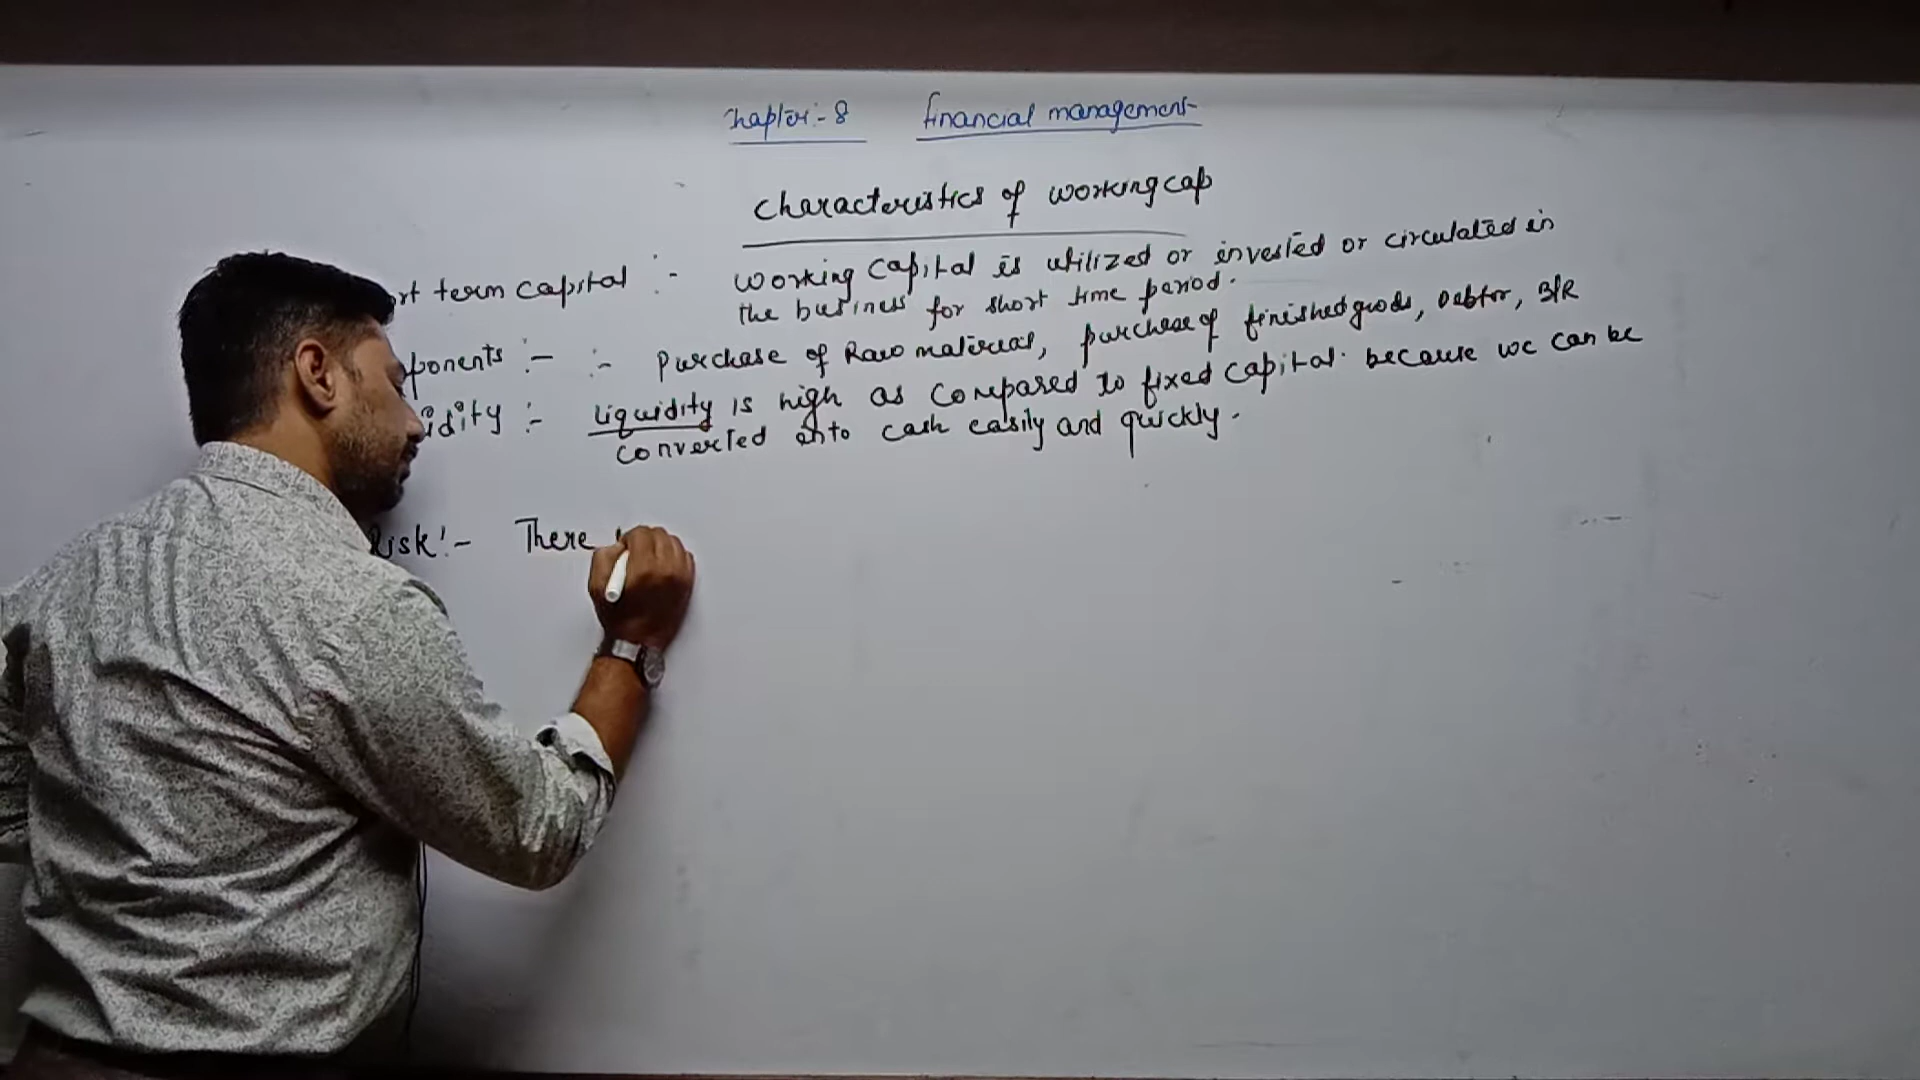 Chapter:- 8 financial management
Characteristics of working cap
rt term capital :- working capital is utilized or invested or circulated in
the business for short time period.
ponents :- :- Purchase of Raw material, purchase of finished goods, Debtor, B/R
idity :- Liquidity is high as compared to fixed capital. because we can be
converted into cash easily and quickly.
Risk :- There